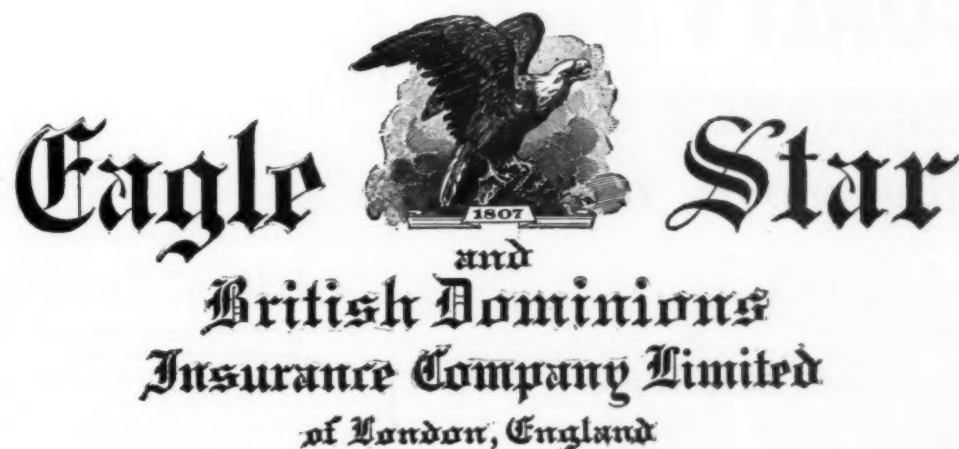 Eagle Star
1807
and
British Dominions
Insurance Company Limited
of London, England